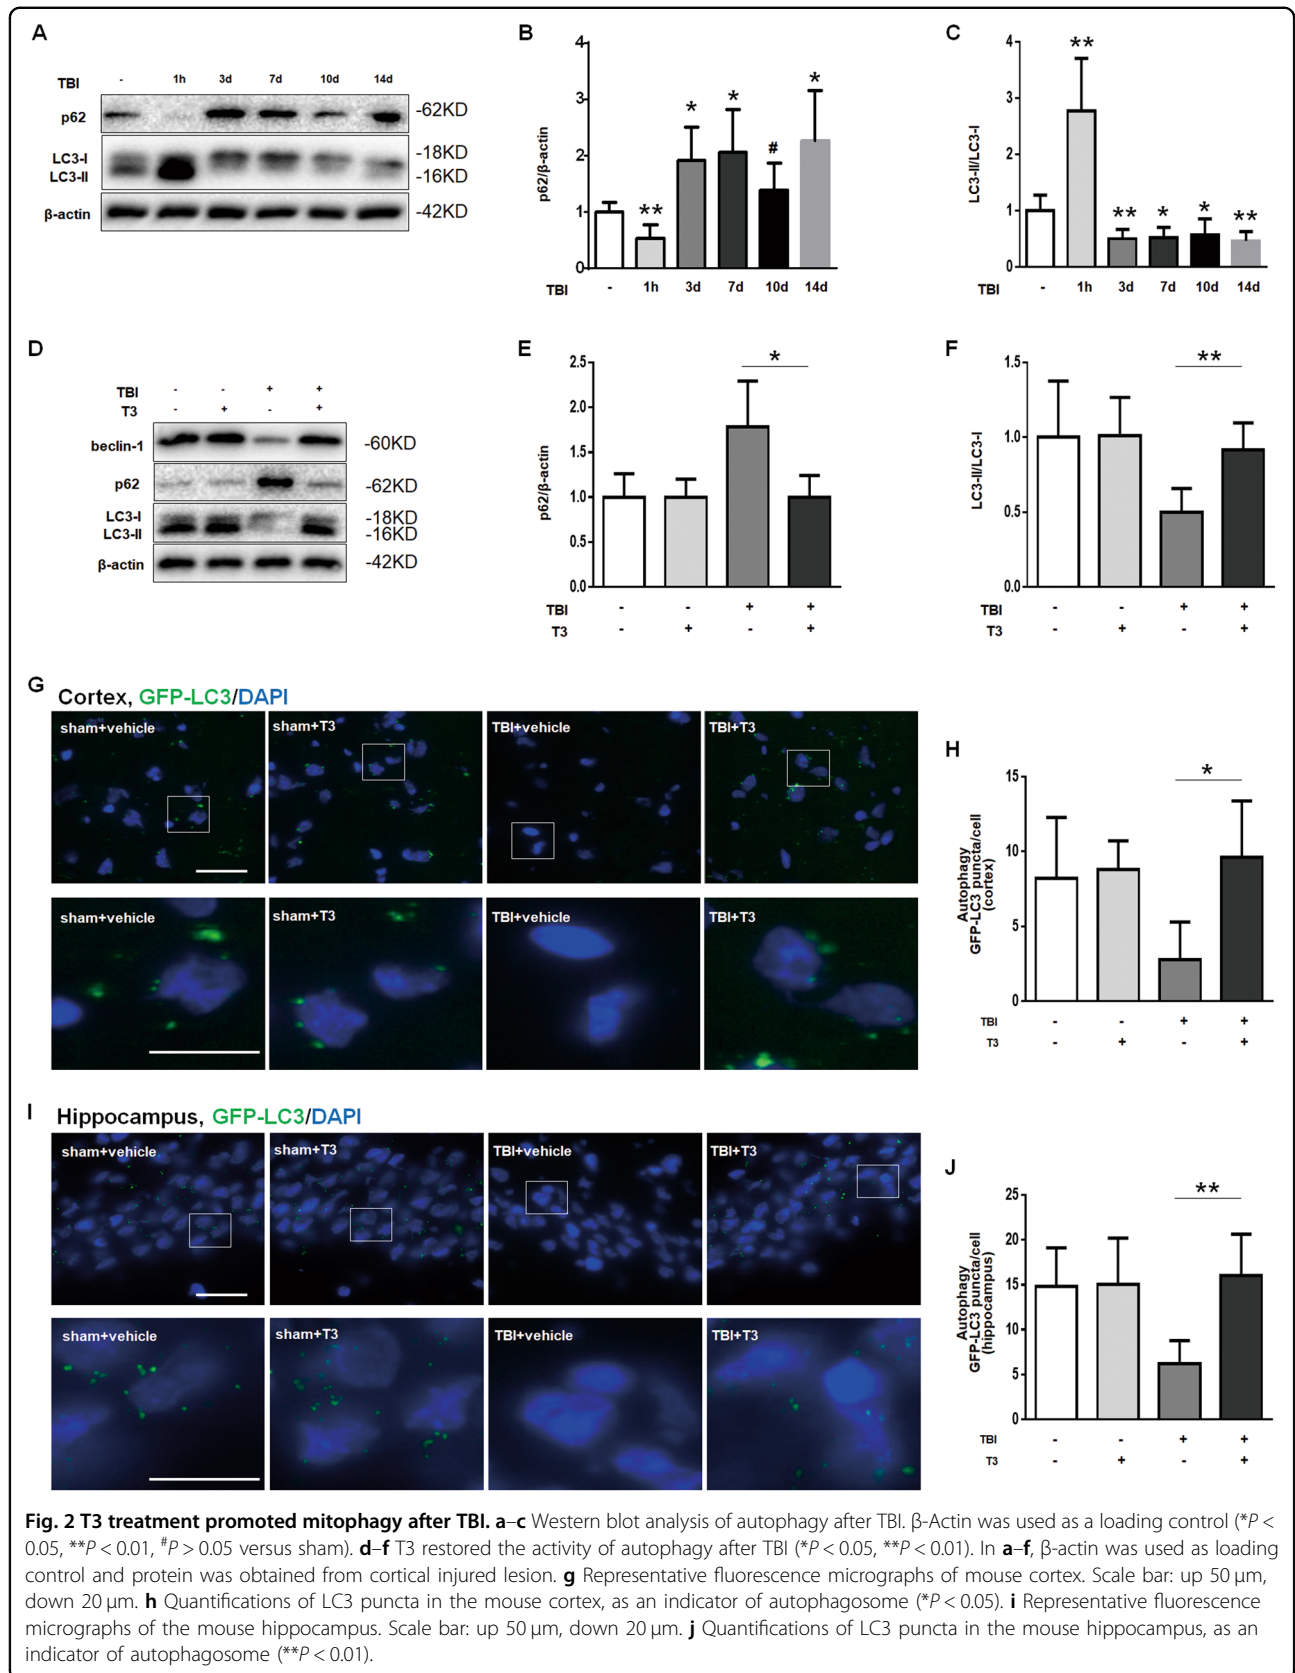 A
TBI - 1h 3d 7d 10d 14d
p62 -62KD
LC3-I -18KD
LC3-II -16KD
β-actin -42KD
B
p62/β-actin
4
3
2
1
0
** * * # *
TBI - 1h 3d 7d 10d 14d
C
LC3-II/LC3-I
4
3
2
1
0
** ** * * **
TBI - 1h 3d 7d 10d 14d
D
TBI - - + +
T3 - + - +
beclin-1 -60KD
p62 -62KD
LC3-I -18KD
LC3-II -16KD
β-actin -42KD
E
p62/β-actin
2.5
2.0
1.5
1.0
0.5
0.0
*
TBI - - + +
T3 - + - +
F
LC3-II/LC3-I
1.5
1.0
0.5
0.0
**
TBI - - + +
T3 - + - +
G Cortex, GFP-LC3/DAPI
sham+vehicle sham+T3 TBI+vehicle TBI+T3
sham+vehicle sham+T3 TBI+vehicle TBI+T3
H
Autophagy
GFP-LC3 puncta/cell
(cortex)
15
10
5
0
*
TBI - - + +
T3 - + - +
I Hippocampus, GFP-LC3/DAPI
sham+vehicle sham+T3 TBI+vehicle TBI+T3
sham+vehicle sham+T3 TBI+vehicle TBI+T3
J
Autophagy
GFP-LC3 puncta/cell
(hippocampus)
25
20
15
10
5
0
**
TBI - - + +
T3 - + - +
Fig. 2 T3 treatment promoted mitophagy after TBI. a–c Western blot analysis of autophagy after TBI. β-Actin was used as a loading control (*P <
0.05, **P < 0.01, #P > 0.05 versus sham). d–f T3 restored the activity of autophagy after TBI (*P < 0.05, **P < 0.01). In a–f, β-actin was used as loading
control and protein was obtained from cortical injured lesion. g Representative fluorescence micrographs of mouse cortex. Scale bar: up 50 μm,
down 20 μm. h Quantifications of LC3 puncta in the mouse cortex, as an indicator of autophagosome (*P < 0.05). i Representative fluorescence
micrographs of the mouse hippocampus. Scale bar: up 50 μm, down 20 μm. j Quantifications of LC3 puncta in the mouse hippocampus, as an
indicator of autophagosome (**P < 0.01).